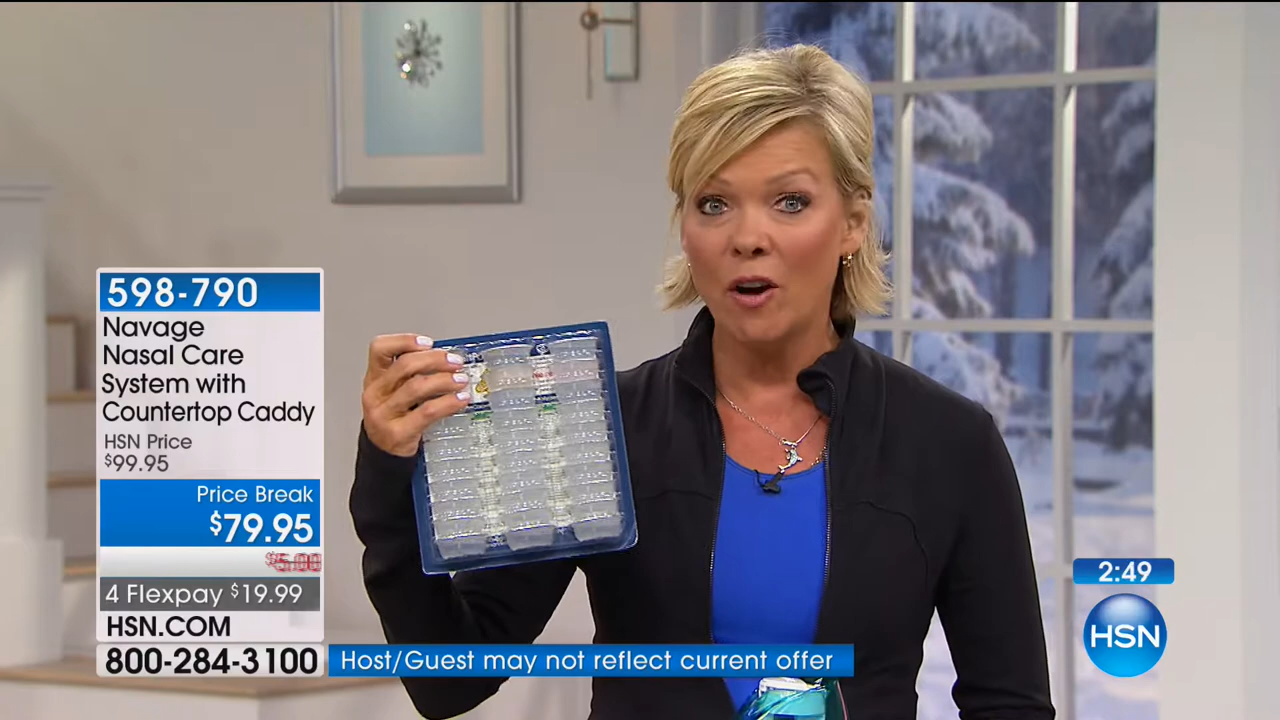 598-790
Navage
Nasal Care
System with
Countertop Caddy
HSN Price
$99.95
Price Break
$79.95
$5.00
4 Flexpay $19.99
HSN.COM
800-284-3100
Host/Guest may not reflect current offer
2:49
HSN